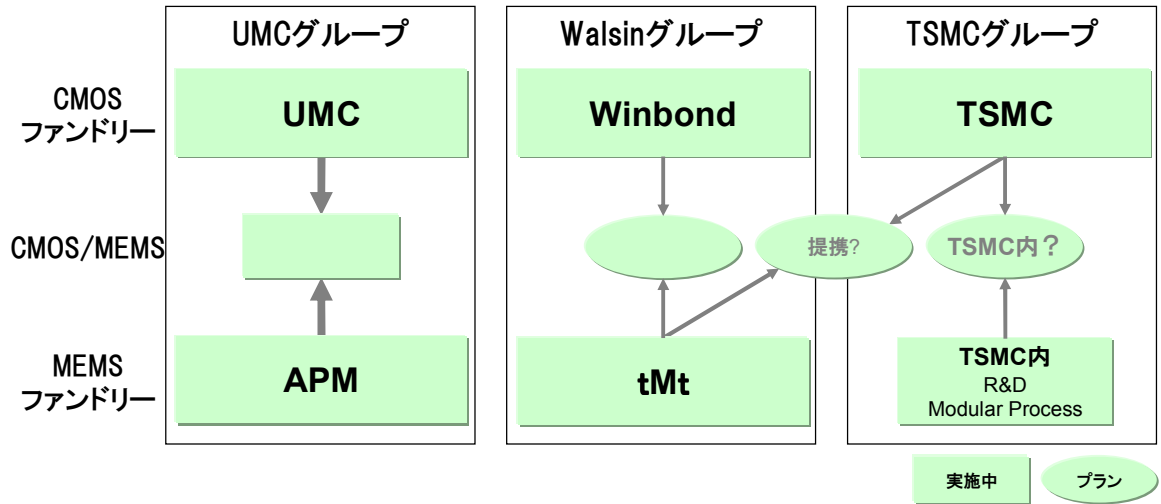 UMCグループ
Walsinグループ
TSMCグループ
CMOS
ファンドリー
UMC
Winbond
TSMC
CMOS/MEMS
提携?
TSMC内？
MEMS
ファンドリー
APM
tMt
TSMC内
R&D
Modular Process
実施中
プラン